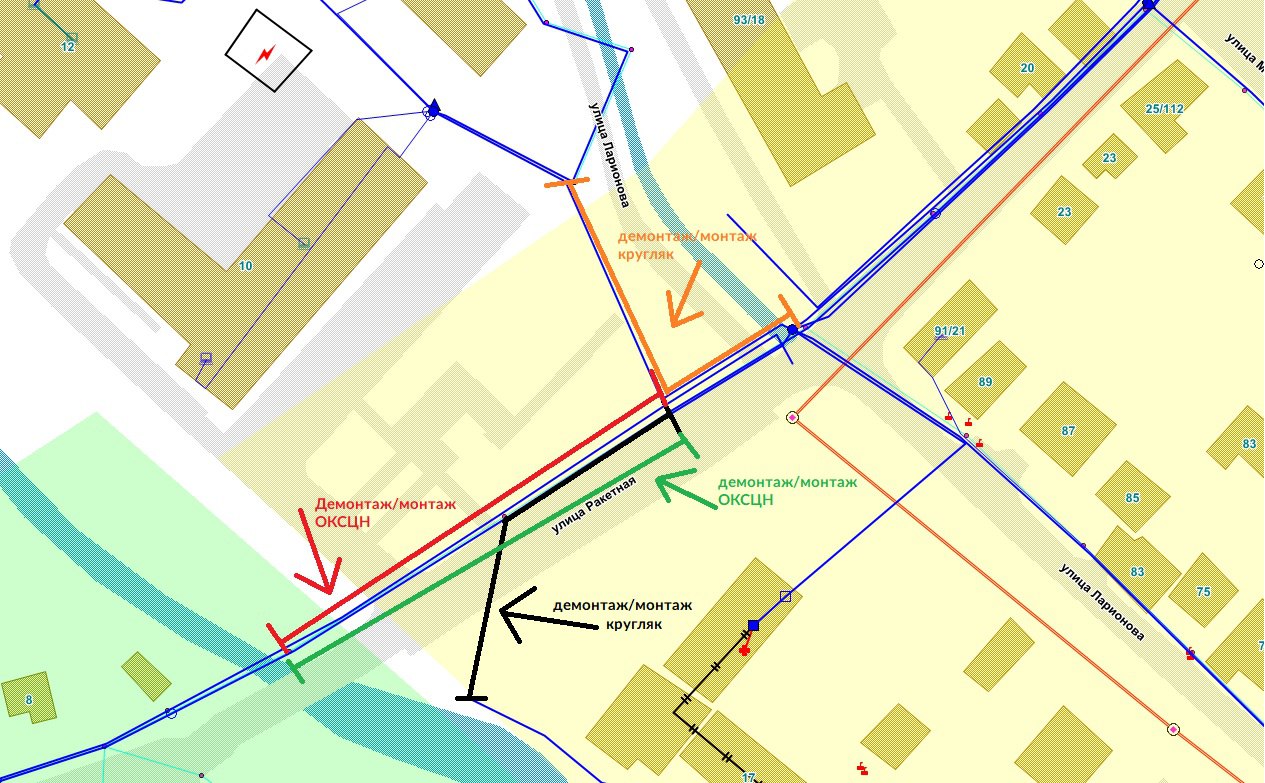 12
93/18
20
улица М
25/112
23
улица Ларионова
23
демонтаж/монтаж
кругляк
10
91/21
89
87
83
Демонтаж/монтаж
ОКСЦН
демонтаж/монтаж
ОКСЦН
улица Ракетная
85
83
75
улица Ларионова
демонтаж/монтаж
кругляк
7
8
17